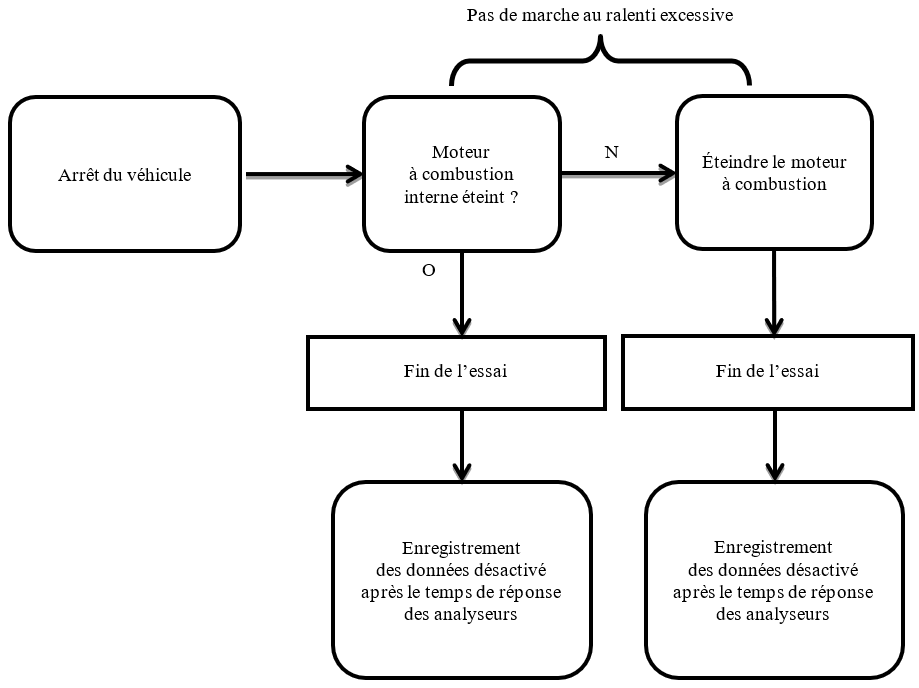 Pas de marche au ralenti excessive
Arrêt du véhicule
Moteur
à combustion
interne éteint ?
N
Éteindre le moteur
à combustion
O
Fin de l’essai
Fin de l’essai
Enregistrement
des données désactivé
après le temps de réponse
des analyseurs
Enregistrement
des données désactivé
après le temps de réponse
des analyseurs